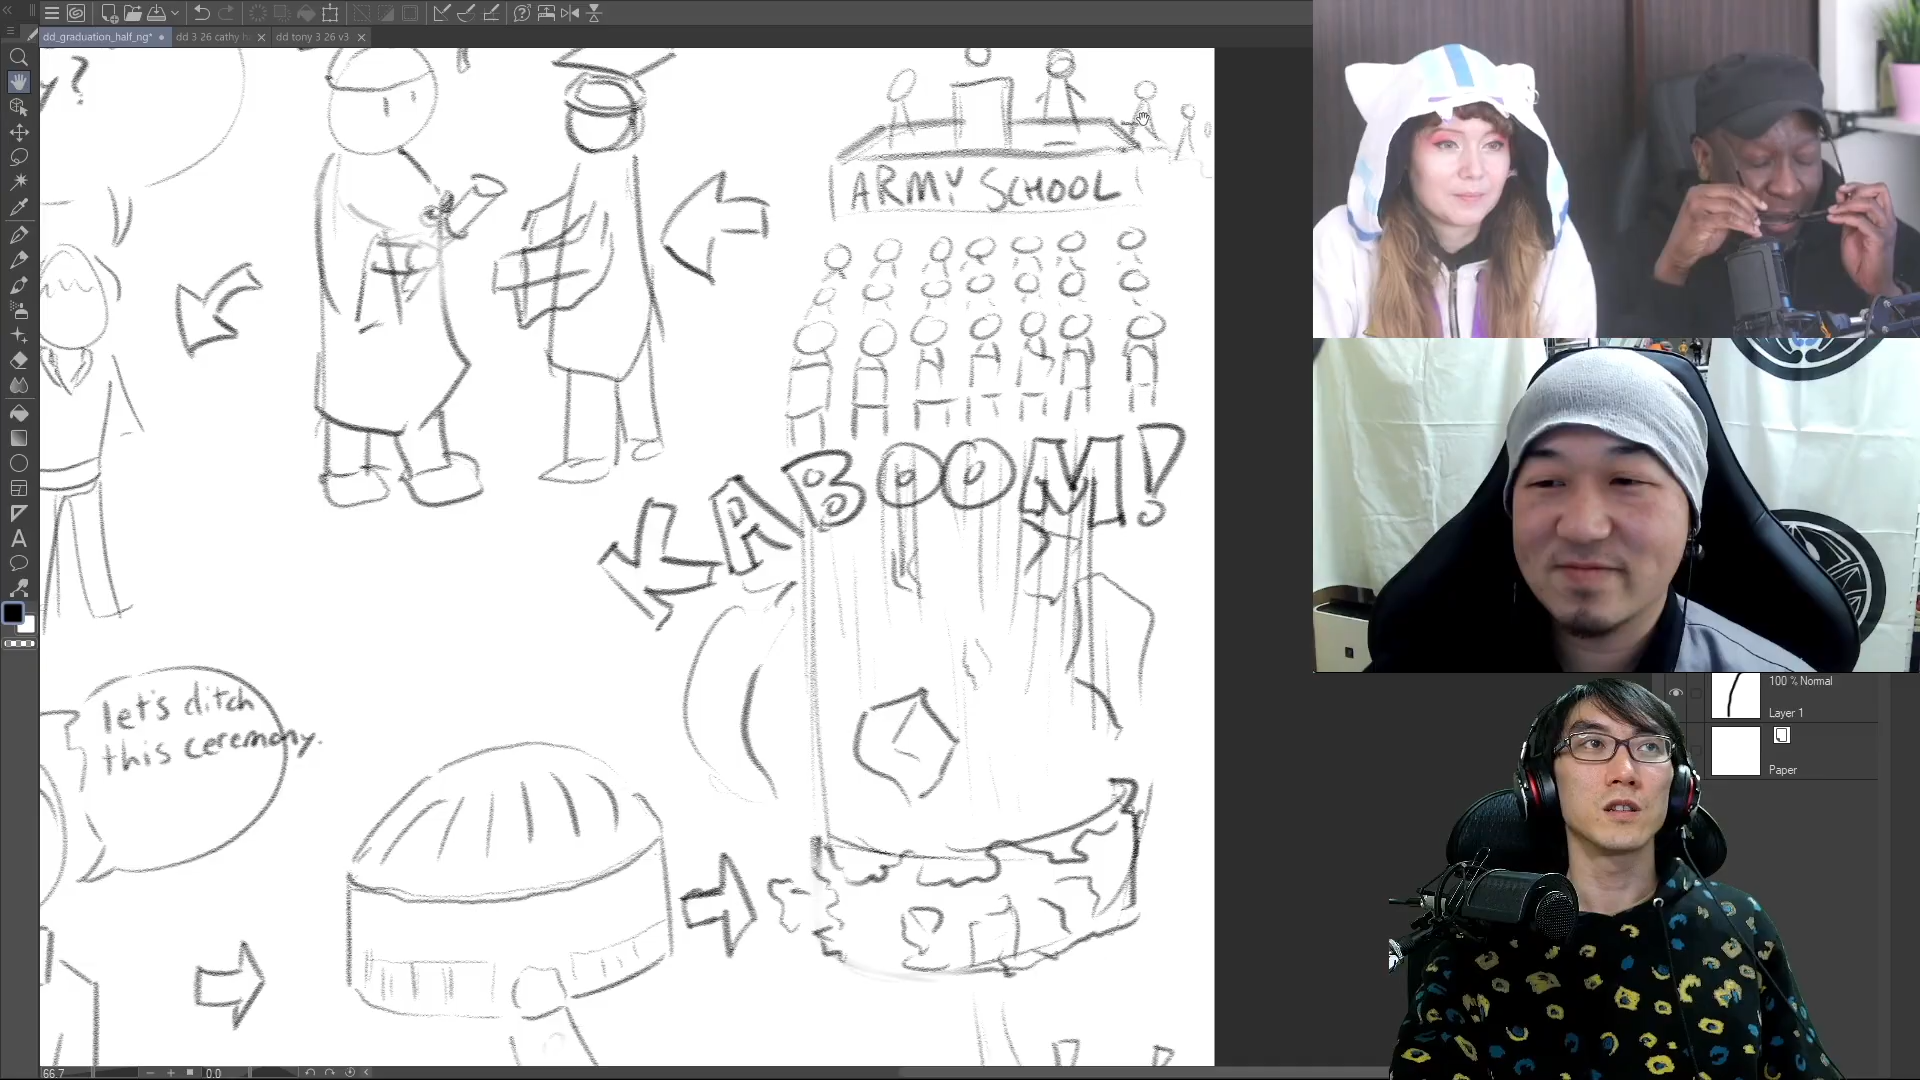 dd_graduation_half_ng*
dd 3 26 cathy
dd tony 3 26 v3
y?
ARMY SCHOOL
KABOOM!
let's ditch
this ceremony.
100 % Normal
Layer 1
Paper
66.7
0.0